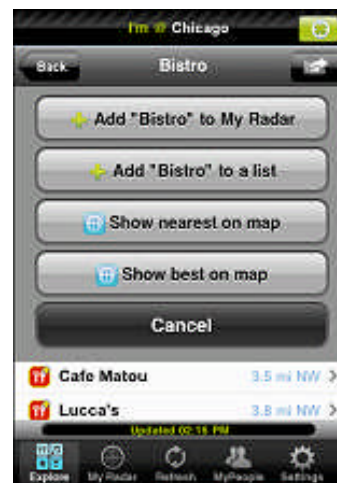 I'm @ Chicago
Back
Bistro
Add "Bistro" to My Radar
Add "Bistro" to a list
Show nearest on map
Show best on map
Cancel
Cafe Matou 3.5 mi NW
Lucca's 3.8 mi NW
Updated 02:15 PM
Explore My Radar Refresh MyPeople Settings